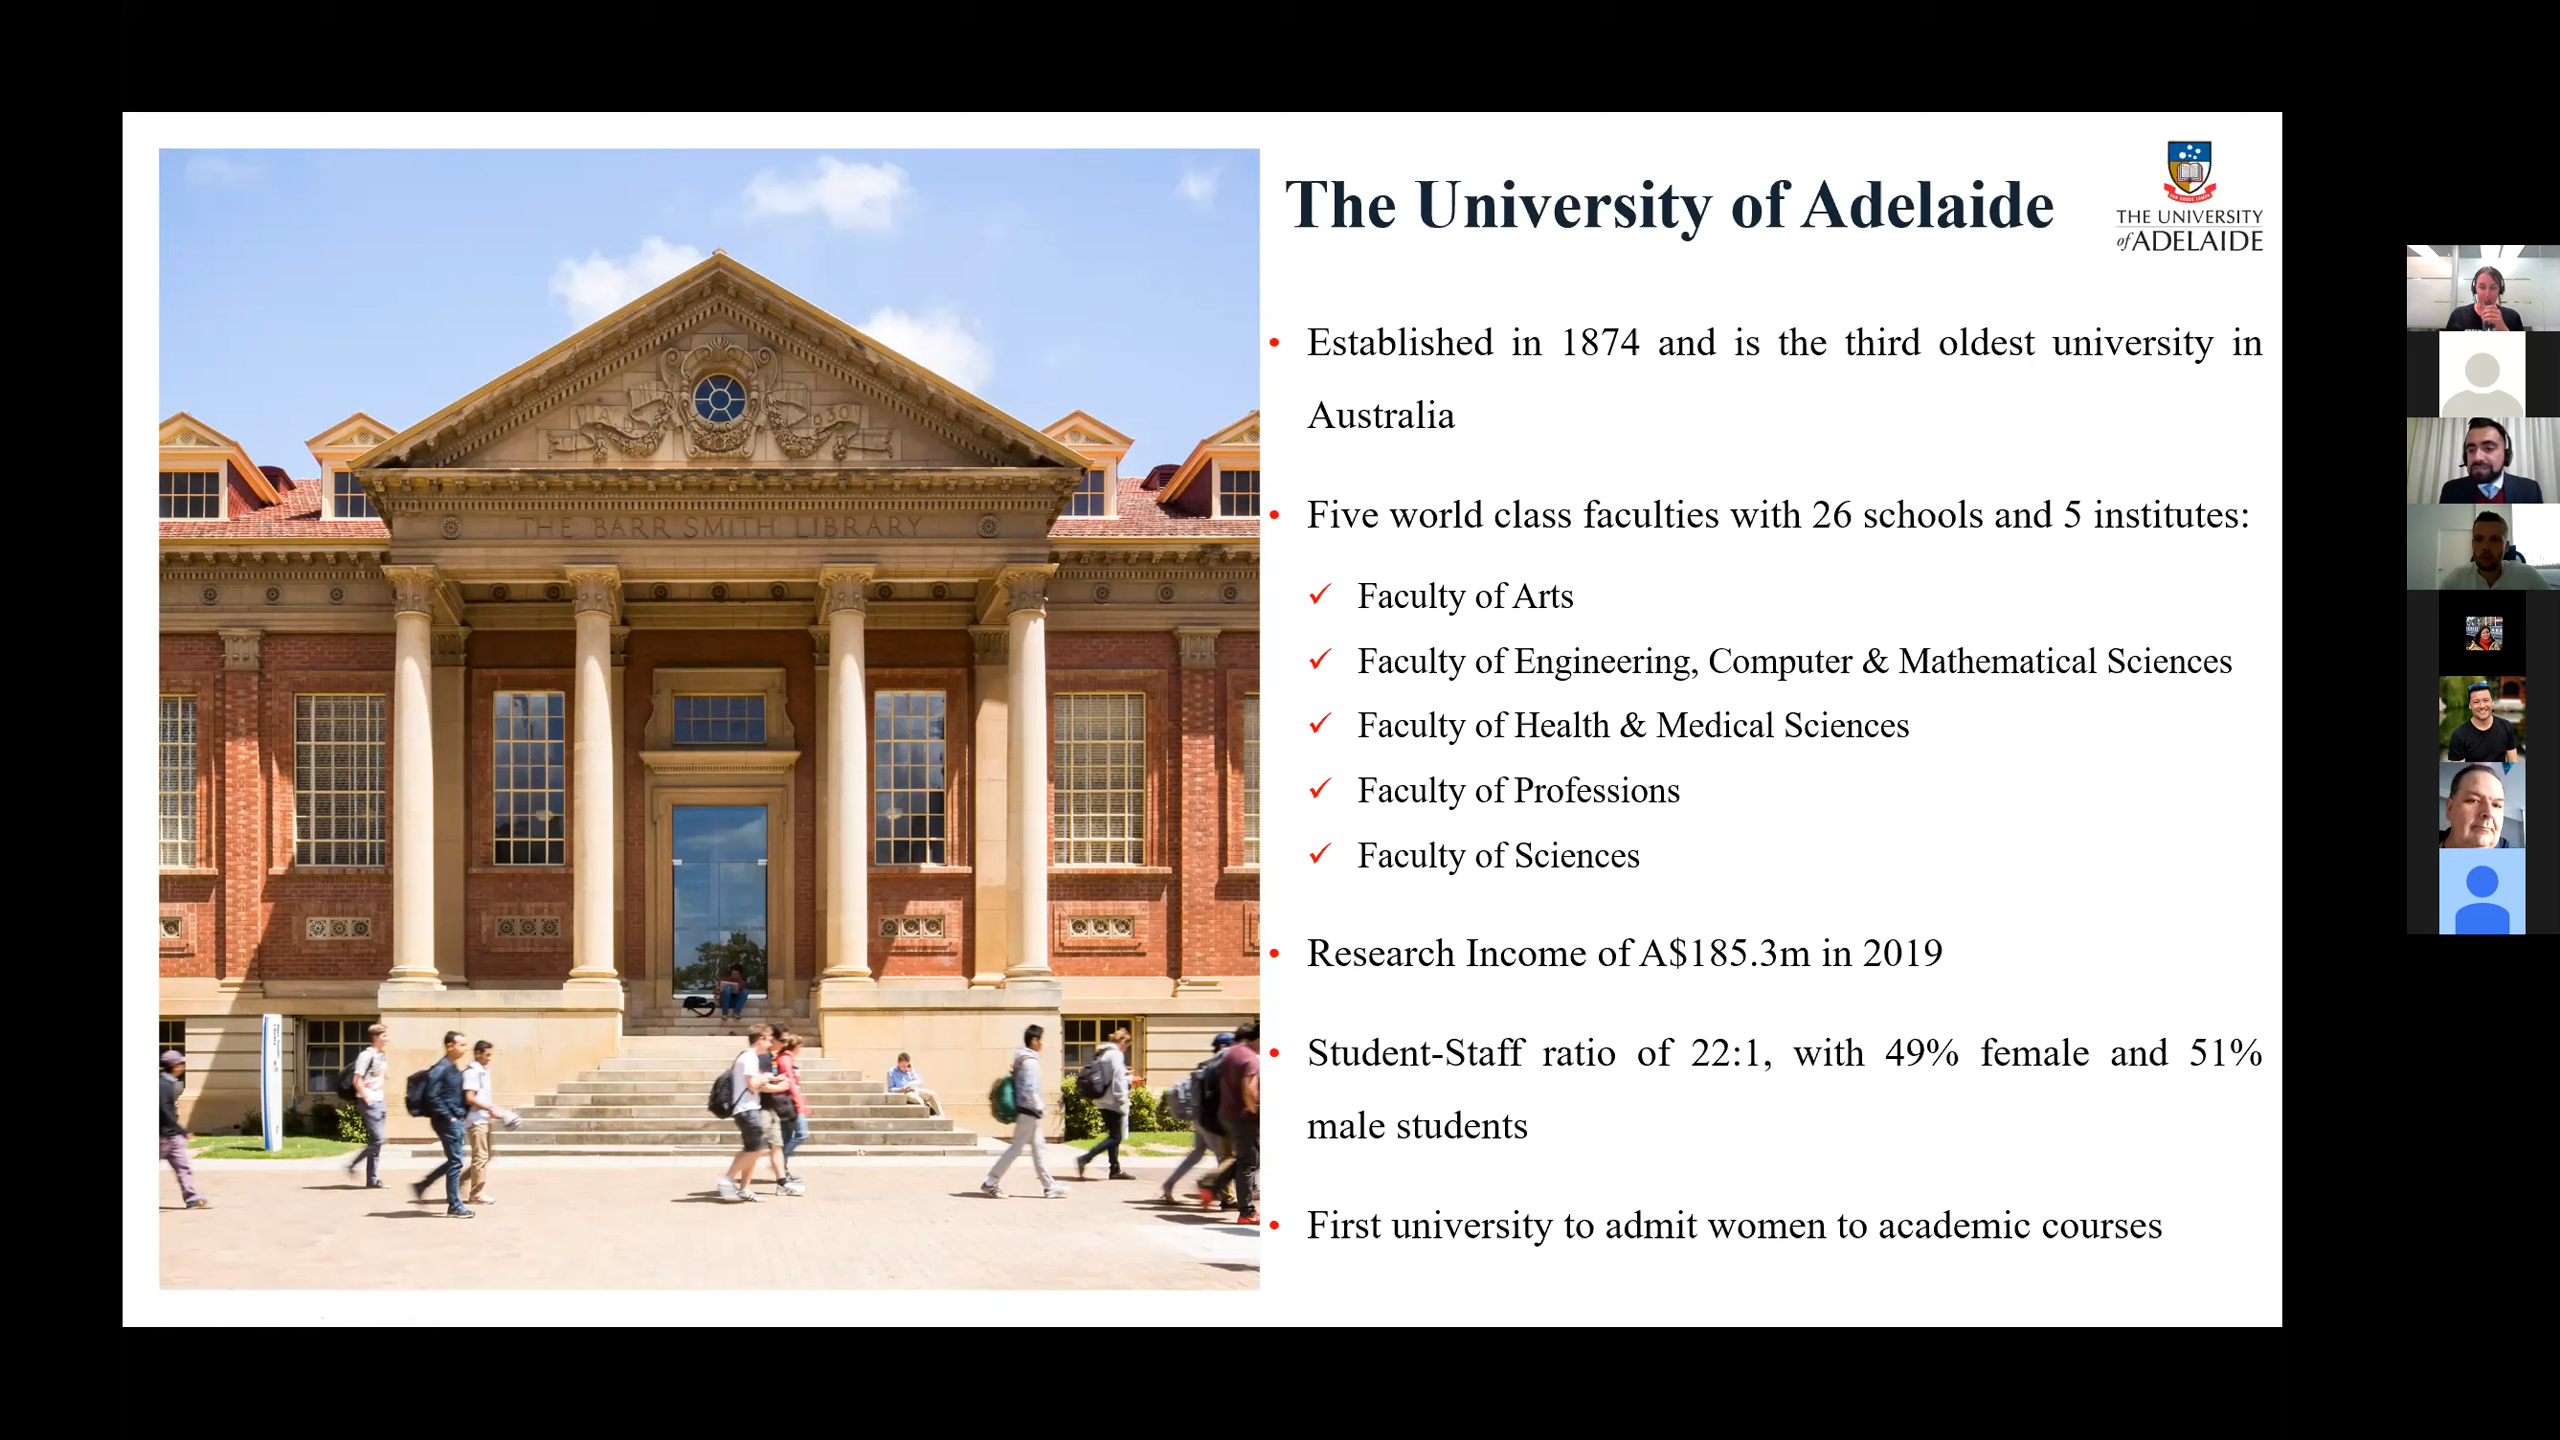 THE BARR SMITH LIBRARY
The University of Adelaide
THE UNIVERSITY
of ADELAIDE
• Established in 1874 and is the third oldest university in
Australia
• Five world class faculties with 26 schools and 5 institutes:
✓ Faculty of Arts
✓ Faculty of Engineering, Computer & Mathematical Sciences
✓ Faculty of Health & Medical Sciences
✓ Faculty of Professions
✓ Faculty of Sciences
• Research Income of A$185.3m in 2019
• Student-Staff ratio of 22:1, with 49% female and 51%
male students
• First university to admit women to academic courses